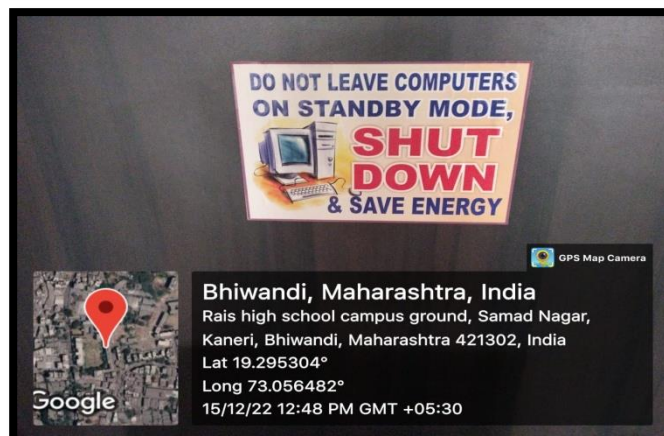 DO NOT LEAVE COMPUTERS
ON STANDBY MODE,
SHUT
DOWN
& SAVE ENERGY
GPS Map Camera
Bhiwandi, Maharashtra, India
Rais high school campus ground, Samad Nagar,
Kaneri, Bhiwandi, Maharashtra 421302, India
Lat 19.295304°
Long 73.056482°
15/12/22 12:48 PM GMT +05:30
Google